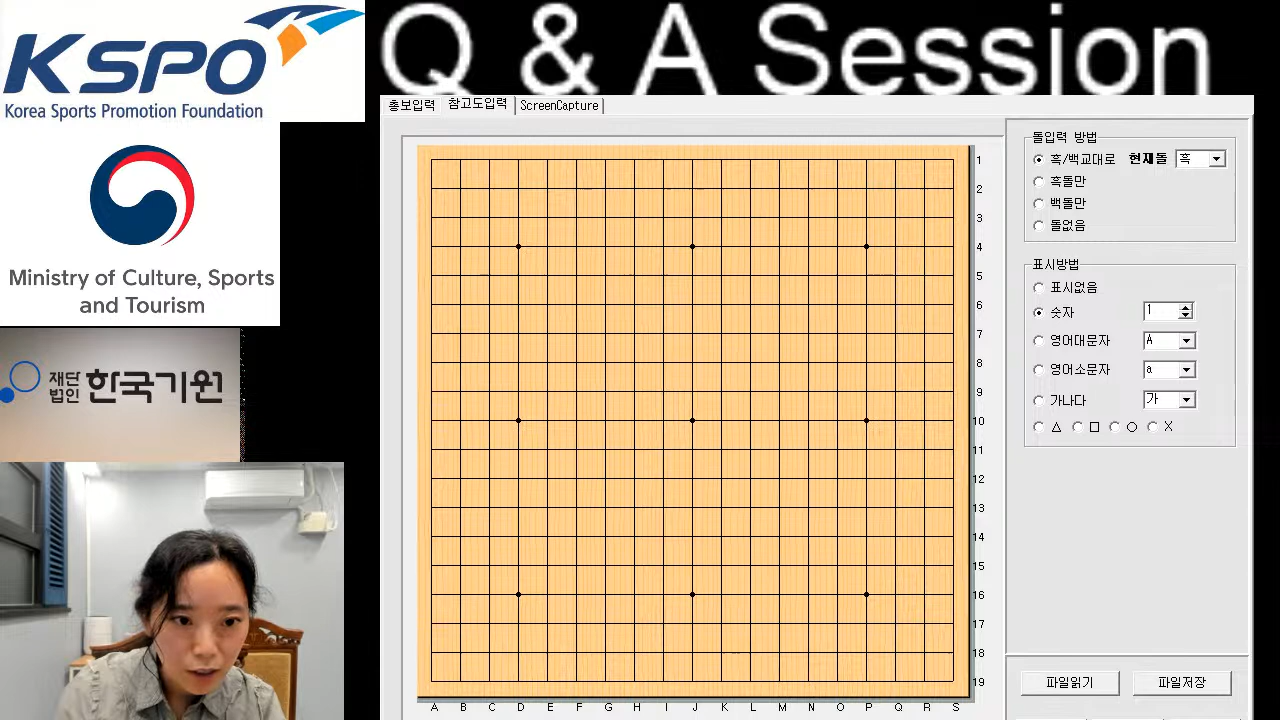 KSPO
Korea Sports Promotion Foundation
Q & A Session
Ministry of Culture, Sports
and Tourism
재단
법인 한국기원
총보입력 참고도입력 ScreenCapture
1
2
3
4
5
6
7
8
9
10
11
12
13
14
15
16
17
18
19
A B C D E F G H I J K L M N O P Q R S
돌입력 방법
흑/백교대로 현재돌 흑
흑돌만
백돌만
돌없음
표시방법
표시없음
숫자 1
영어대문자 A
영어소문자 a
가나다 가
△ □ ○ X
파일읽기 파일저장